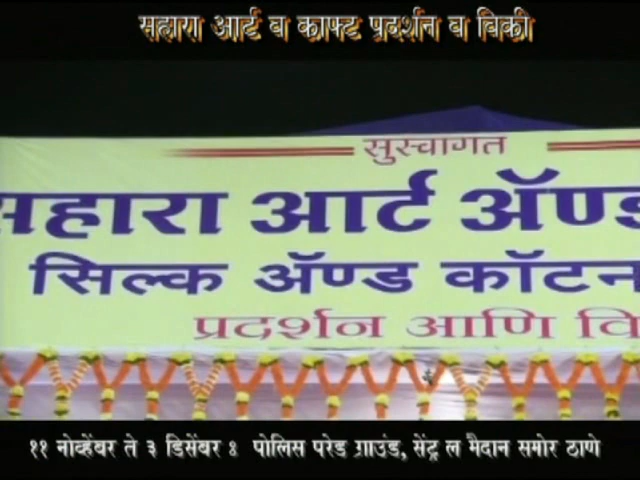 सहारा आर्ट व काफ्ट प्रदर्शन व विकी
सुस्वागत
सहारा आर्ट ॲण्ड
सिल्क ॲण्ड कॉटन
प्रदर्शन आणि वि
११ नोव्हेंबर ते ३ डिसेंबर : पोलिस परेड ग्राउंड, सेंट्र ल मैदान समोर ठाणे